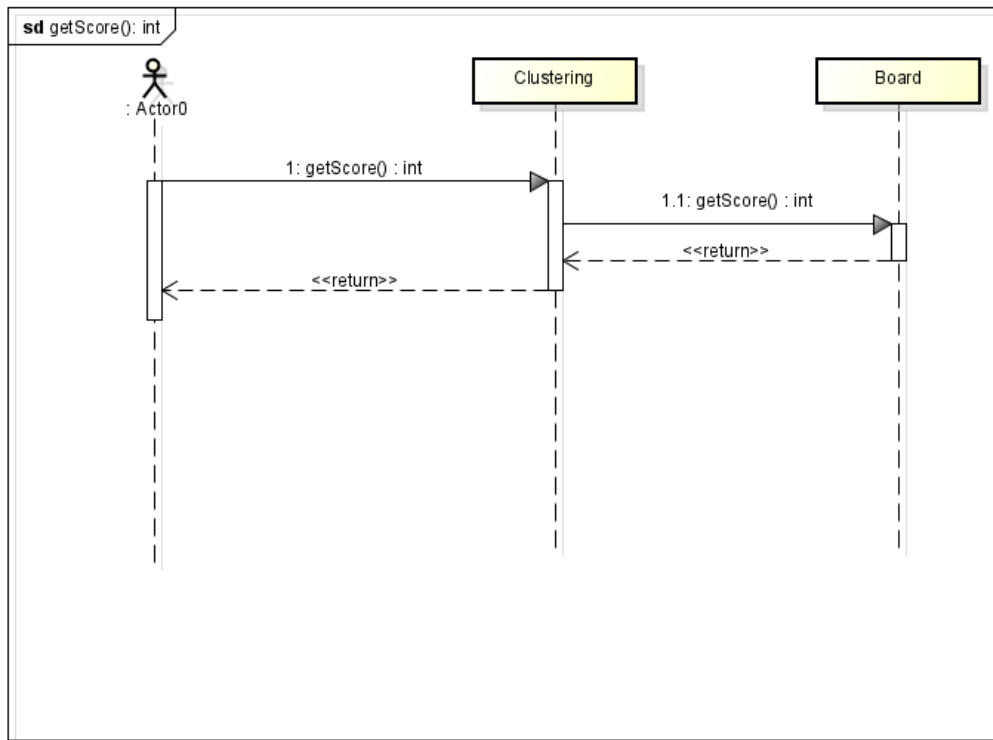 sd getScore(): int
: Actor0
Clustering
Board
1: getScore() : int
1.1: getScore() : int
<<return>>
<<return>>